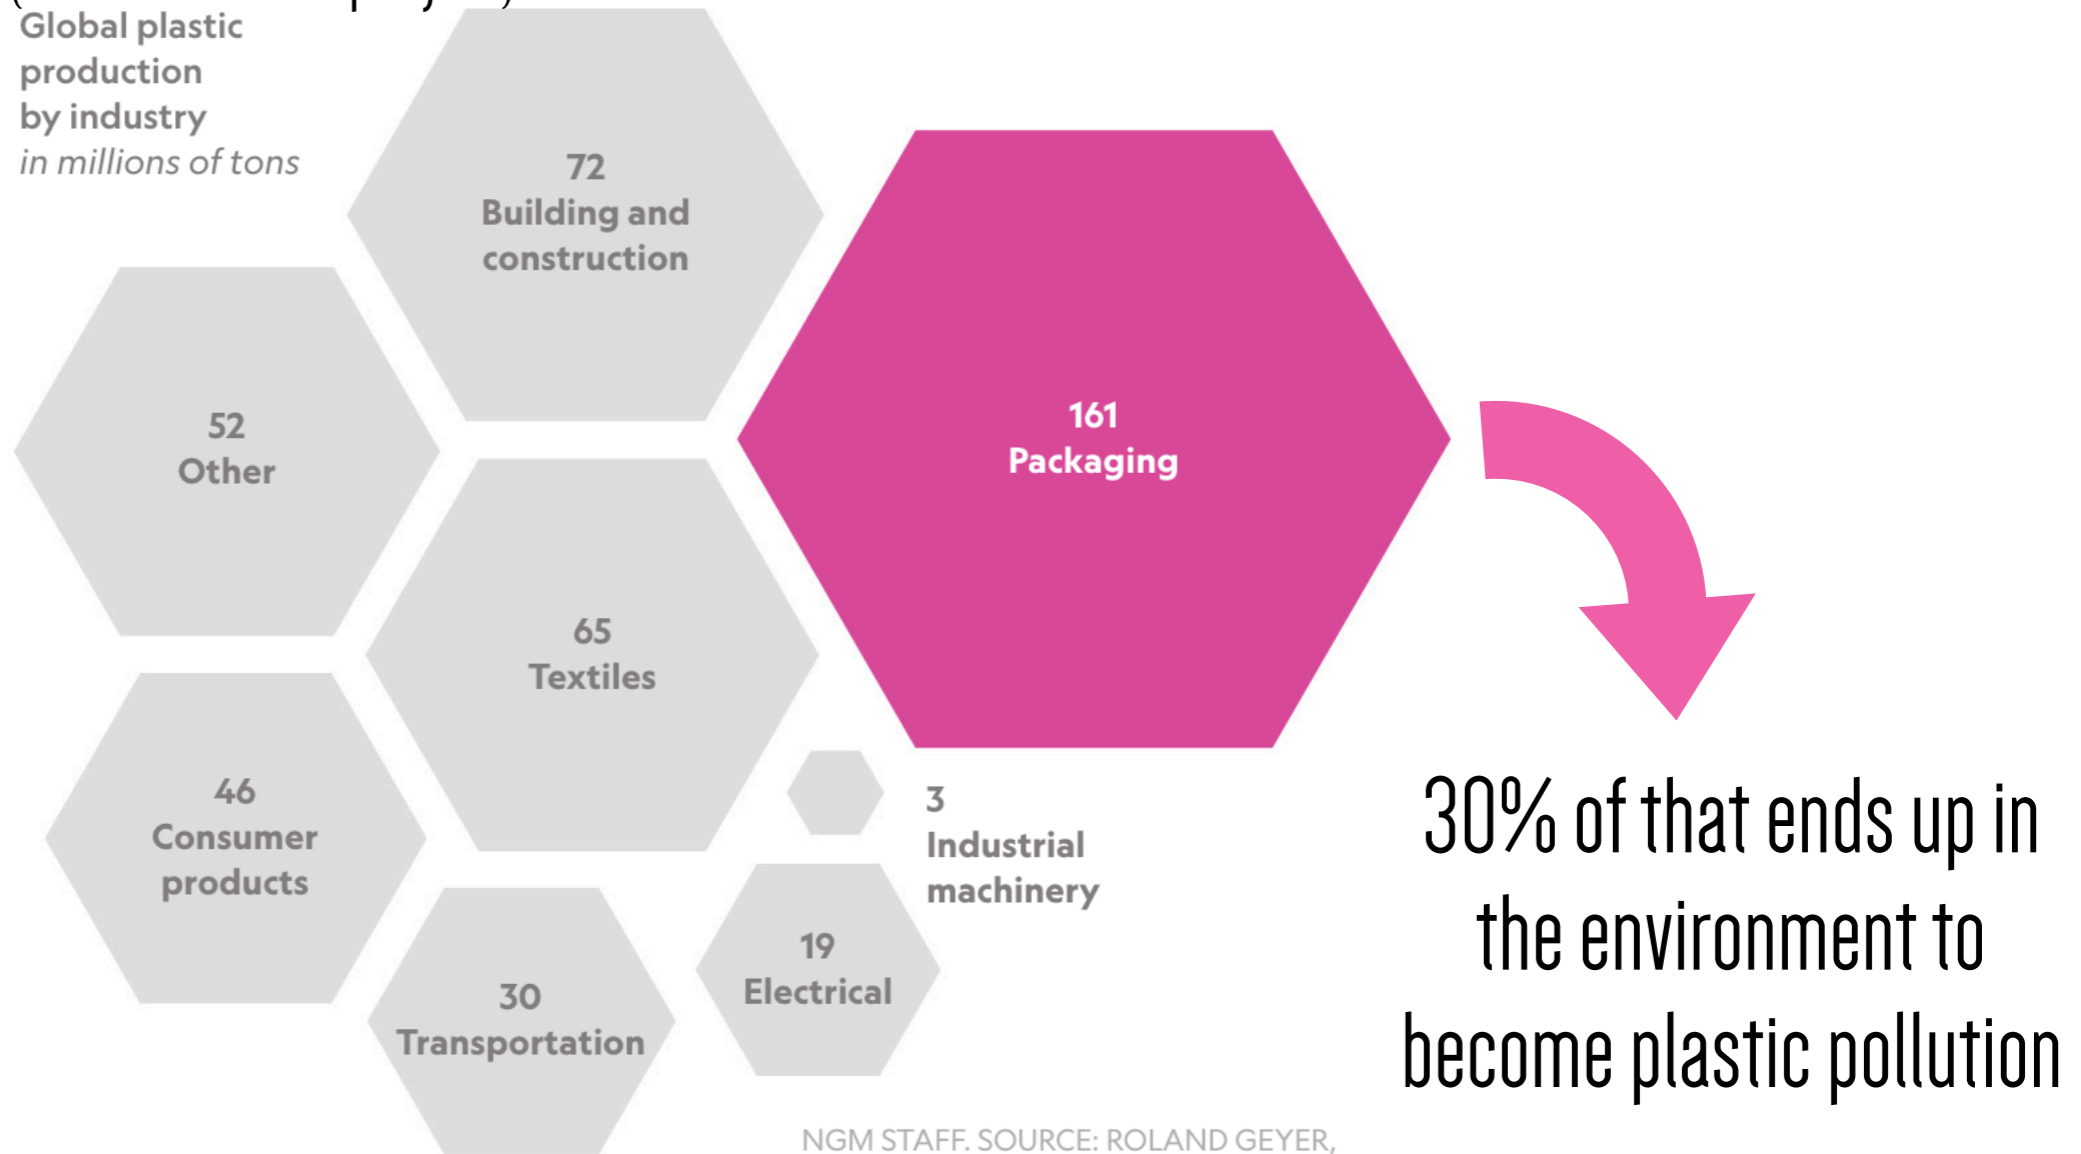 Global plastic
production
by industry
in millions of tons
72
Building and
construction
161
Packaging
52
Other
65
Textiles
46
Consumer
products
3
Industrial
machinery
19
Electrical
30
Transportation
30% of that ends up in
the environment to
become plastic pollution
NGM STAFF. SOURCE: ROLAND GEYER,